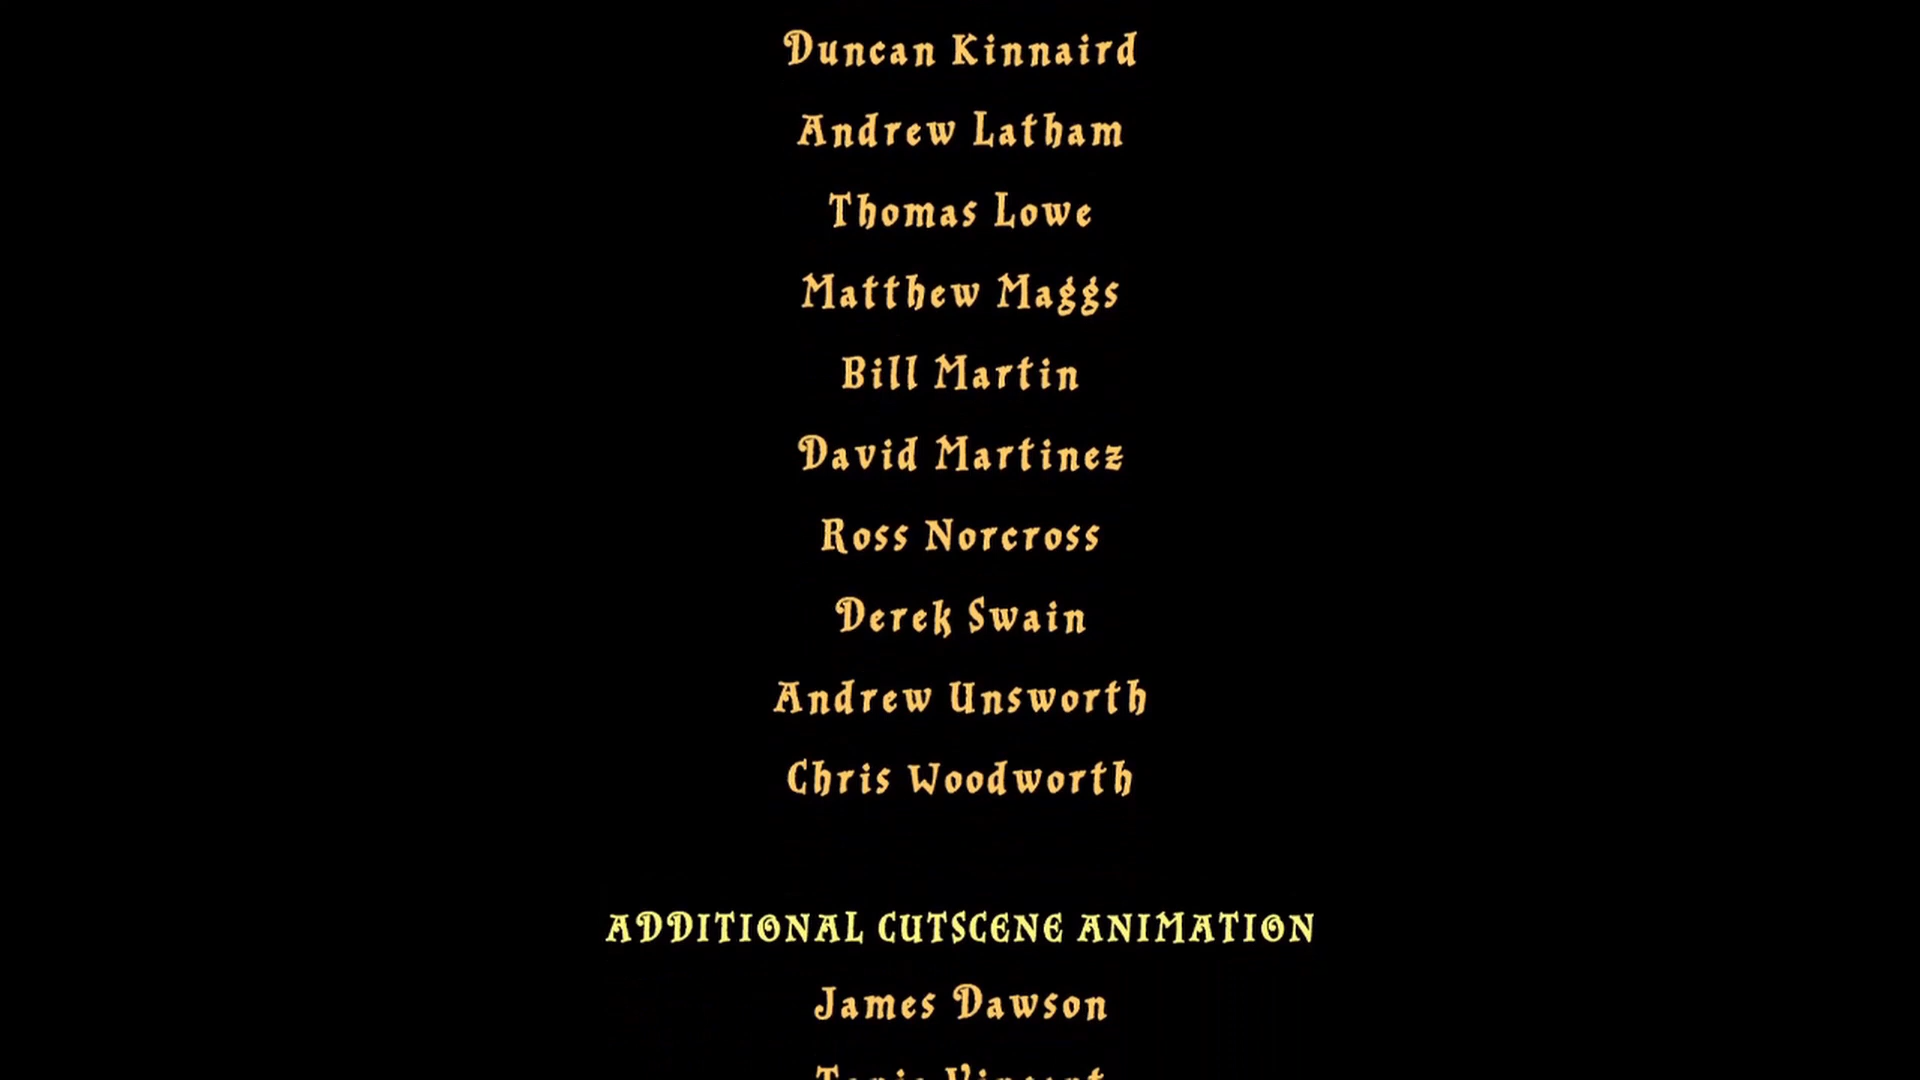 Duncan Kinnaird
Andrew Latham
Thomas Lowe
Matthew Maggs
Bill Martin
David Martinez
Ross Norcross
Derek Swain
Andrew Unsworth
Chris Woodworth
ADDITIONAL CUTSCENE ANIMATION
James Dawson
Vincent